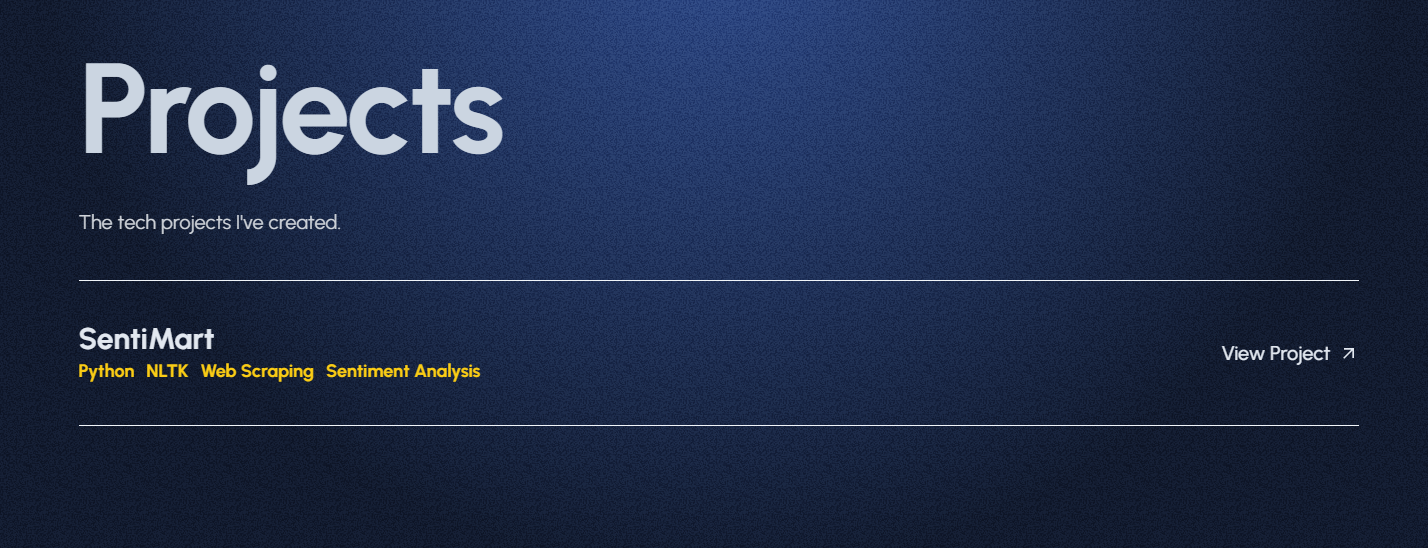 Projects
The tech projects I've created.
SentiMart
Python NLTK Web Scraping Sentiment Analysis
View Project